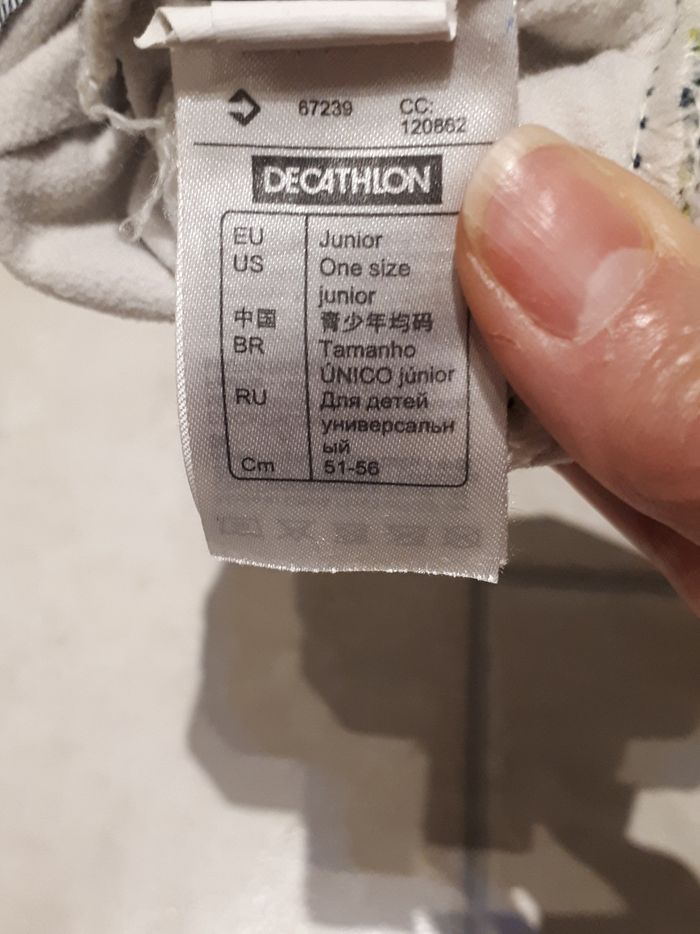 67239 CC:
120862
DECATHLON
EU Junior
US One size
junior
中国 青少年均码
BR Tamanho
ÚNICO júnior
RU Для детей
универсальн
ый
Cm 51-56